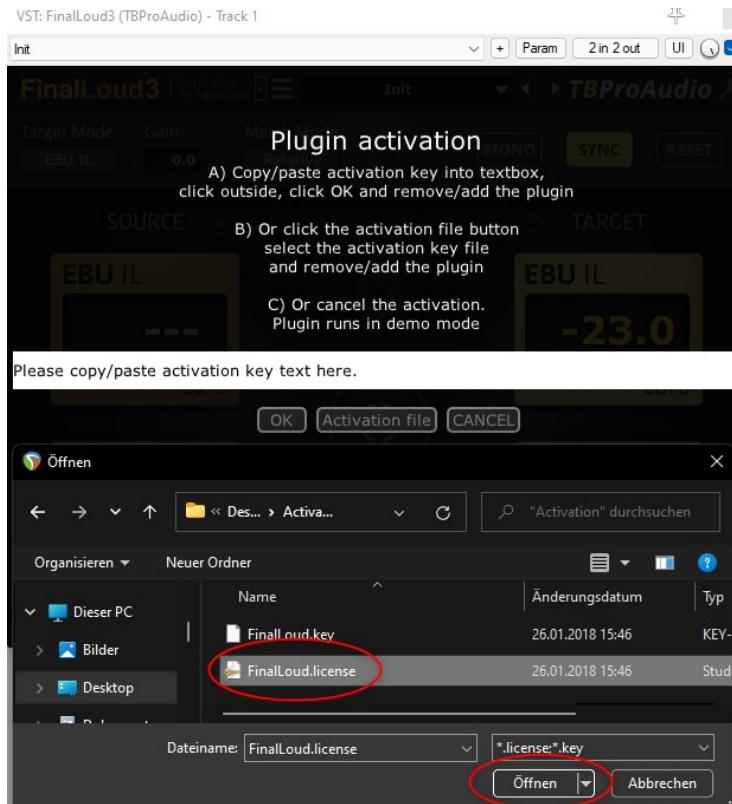 VST: FinalLoud3 (TBProAudio) - Track 1
Init + Param 2 in 2 out UI
FinalLoud3 LOUDNESS Init TBProAudio
Target Mode Gain
EBU IL 0.0 Relative MONO SYNC RESET
Plugin activation
A) Copy/paste activation key into textbox,
click outside, click OK and remove/add the plugin
SOURCE TARGET
B) Or click the activation file button
select the activation key file
and remove/add the plugin
EBU IL EBU IL
C) Or cancel the activation.
Plugin runs in demo mode
--- -23.0
Please copy/paste activation key text here.
OK Activation file CANCEL
Öffnen
« Des... › Activa... "Activation" durchsuchen
Organisieren Neuer Ordner
Name Änderungsdatum Typ
Dieser PC
FinalLoud.key 26.01.2018 15:46 KEY-
Bilder
FinalLoud.license 26.01.2018 15:46 Stud
Desktop
Dateiname: FinalLoud.license *.license;*.key
Öffnen Abbrechen